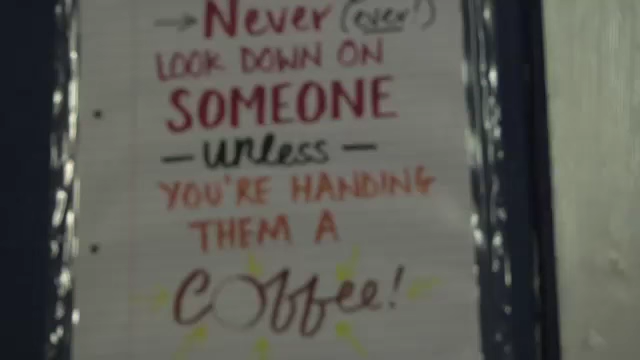 →Never (ever!)
LOOK DOWN ON
SOMEONE
— unless —
YOU'RE HANDING
THEM A
Coffee!